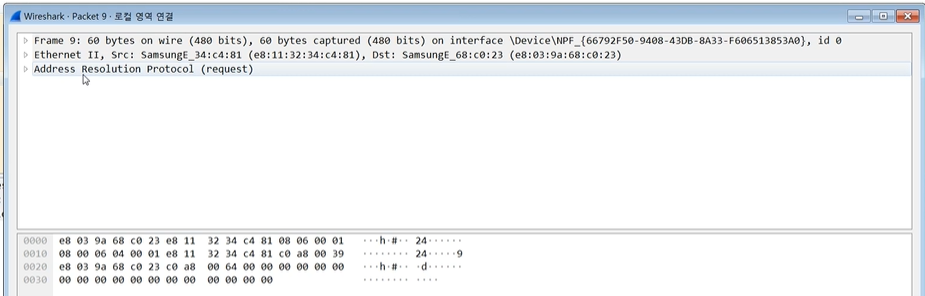 Wireshark · Packet 9 · 로컬 영역 연결
Frame 9: 60 bytes on wire (480 bits), 60 bytes captured (480 bits) on interface \Device\NPF_{66792F50-9408-43DB-8A33-F606513853A0}, id 0
Ethernet II, Src: SamsungE_34:c4:81 (e8:11:32:34:c4:81), Dst: SamsungE_68:c0:23 (e8:03:9a:68:c0:23)
Address Resolution Protocol (request)
0000 e8 03 9a 68 c0 23 e8 11 32 34 c4 81 08 06 00 01 ···h·#·· 24······
0010 08 00 06 04 00 01 e8 11 32 34 c4 81 c0 a8 00 39 ········ 24·····9
0020 e8 03 9a 68 c0 23 c0 a8 00 64 00 00 00 00 00 00 ···h·#·· ·d······
0030 00 00 00 00 00 00 00 00 00 00 00 00 ········ ····